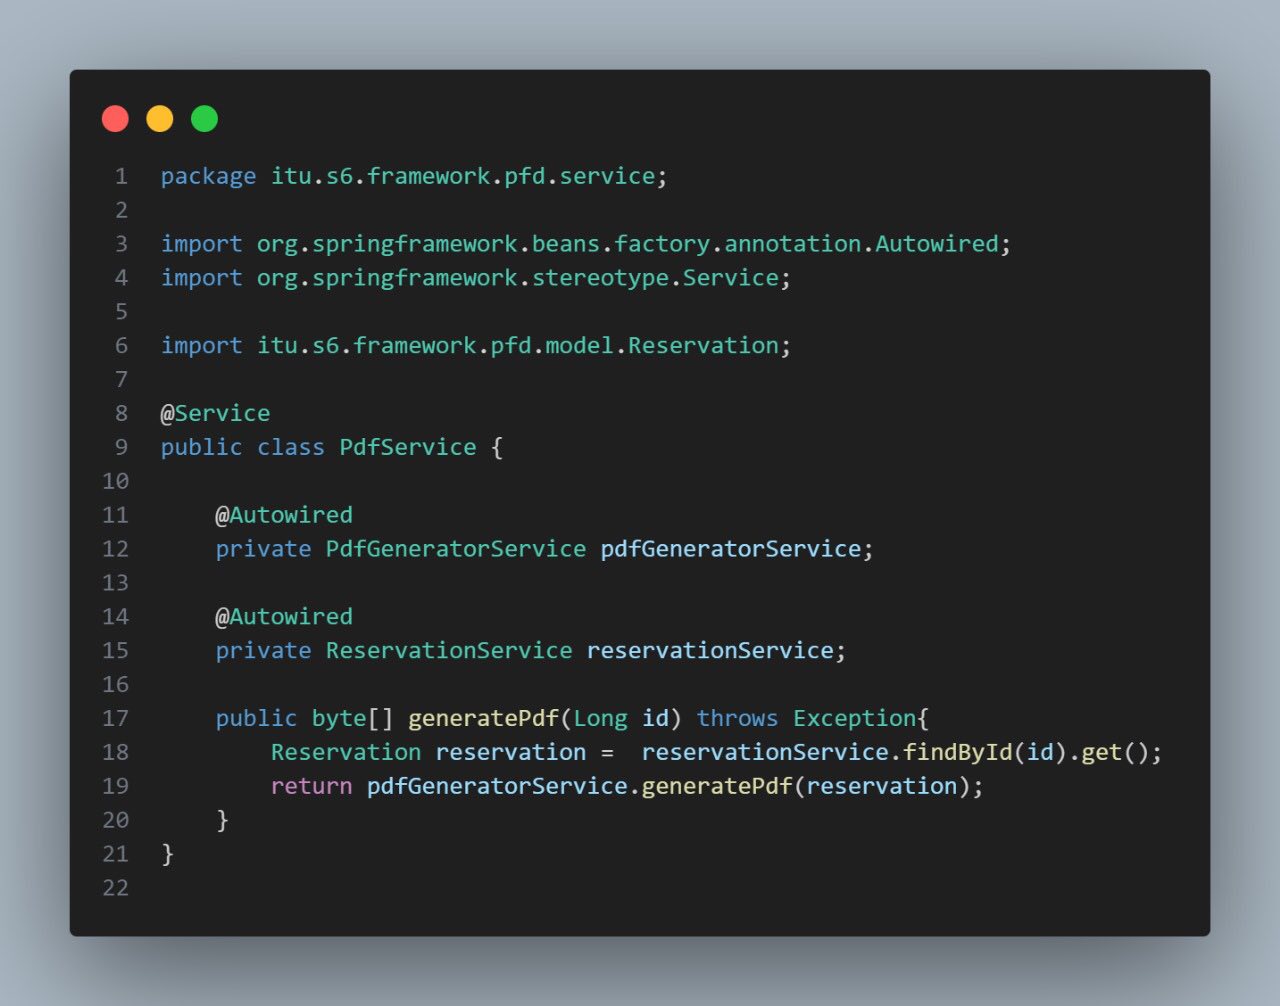 1 package itu.s6.framework.pfd.service;
2
3 import org.springframework.beans.factory.annotation.Autowired;
4 import org.springframework.stereotype.Service;
5
6 import itu.s6.framework.pfd.model.Reservation;
7
8 @Service
9 public class PdfService {
10
11     @Autowired
12     private PdfGeneratorService pdfGeneratorService;
13
14     @Autowired
15     private ReservationService reservationService;
16
17     public byte[] generatePdf(Long id) throws Exception{
18         Reservation reservation =  reservationService.findById(id).get();
19         return pdfGeneratorService.generatePdf(reservation);
20     }
21 }
22